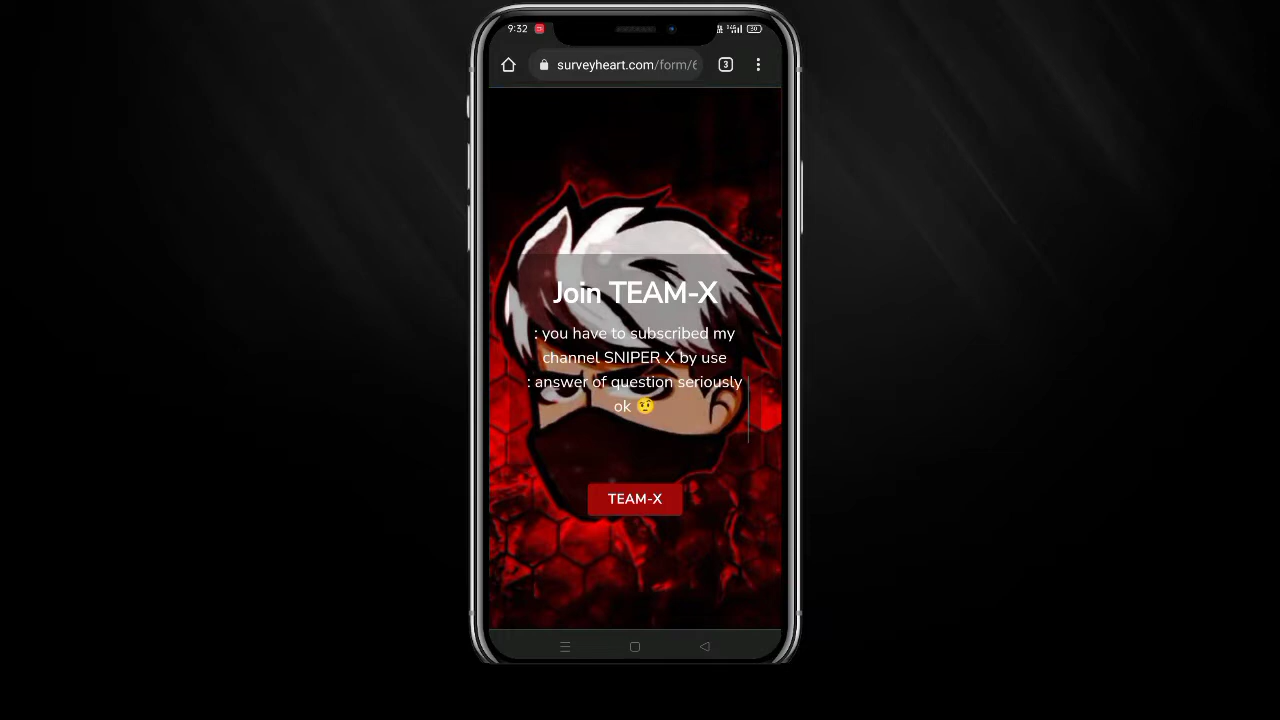 9:32
surveyheart.com/form/6
3
Join TEAM-X
: you have to subscribed my
channel SNIPER X by use
: answer of question seriously
ok 🤨
TEAM-X